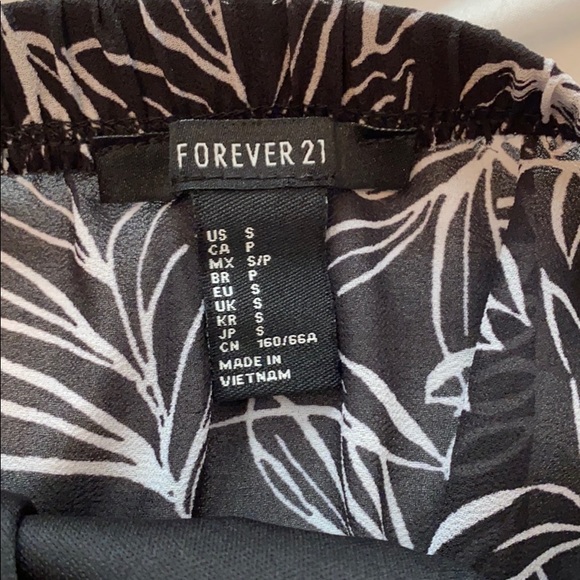 FOREVER 21
US S
CA P
MX S/P
BR P
EU S
UK S
KR S
JP S
CN 160/66A
MADE IN
VIETNAM